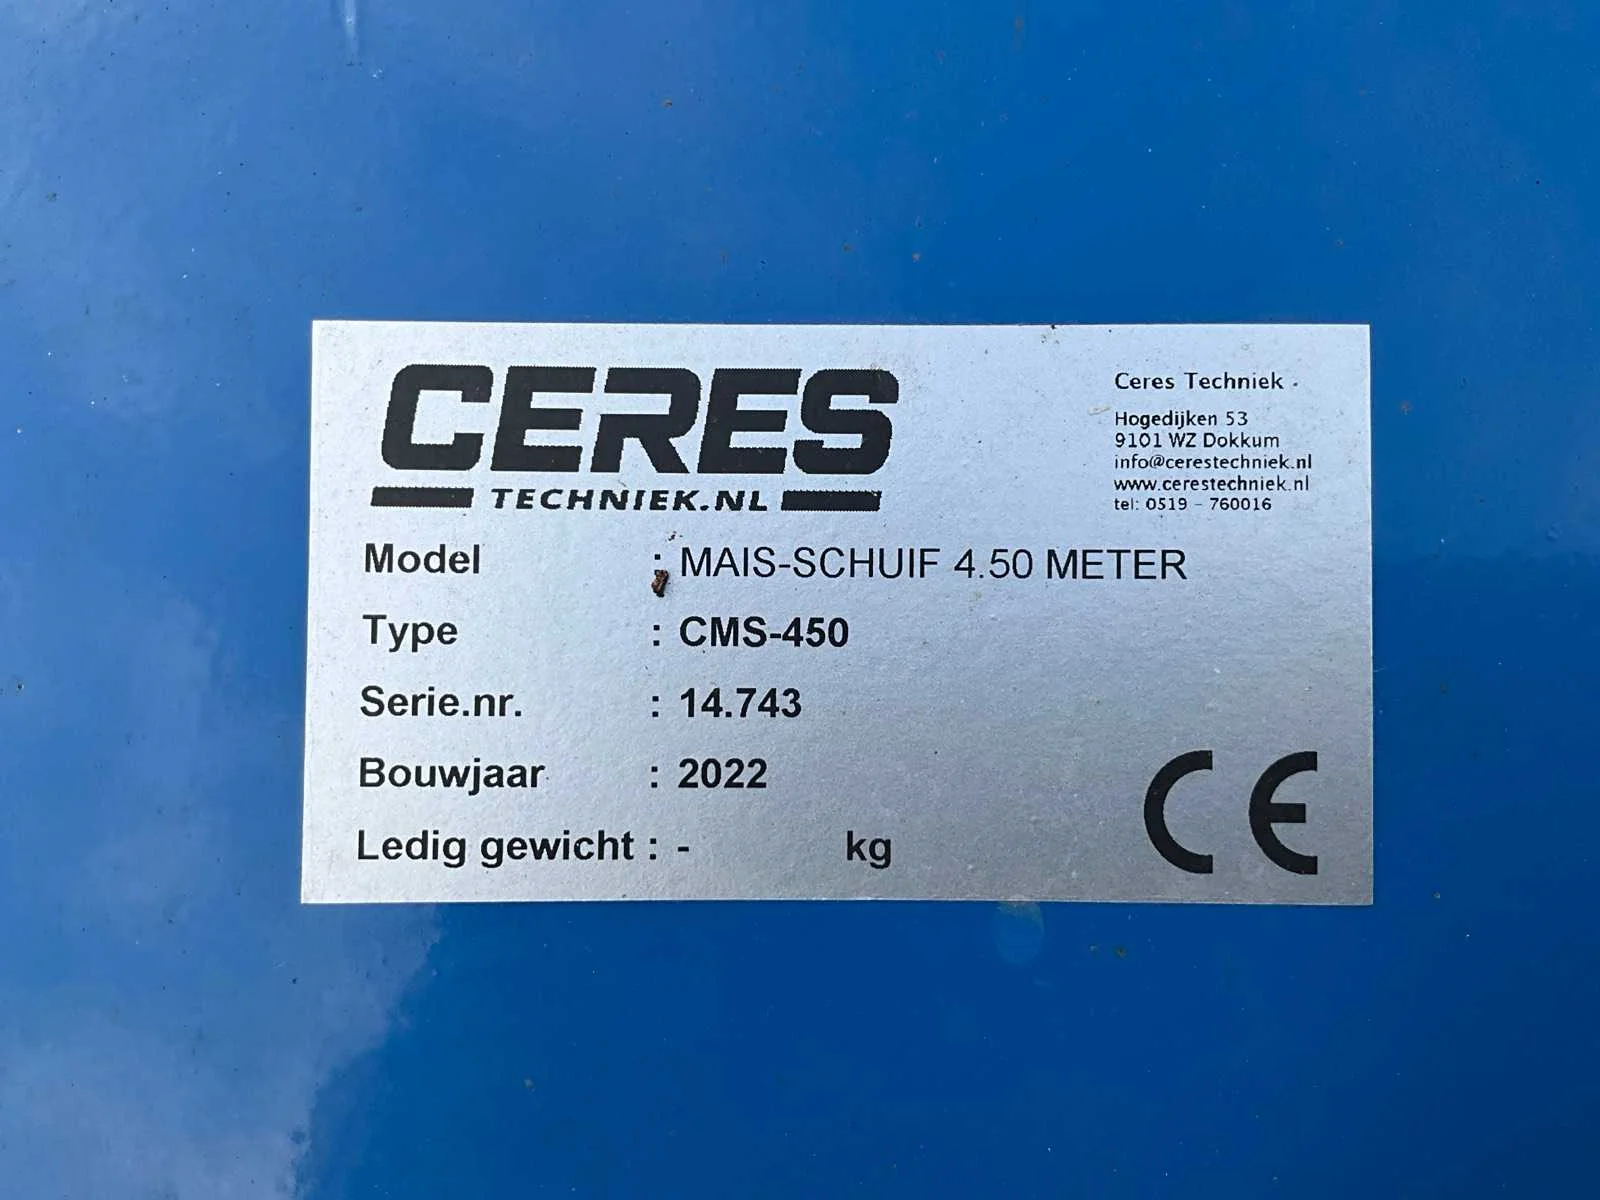 CERES
TECHNIEK.NL
Ceres Techniek
Hogedijken 53
9101 WZ Dokkum
info@cerestechniek.nl
www.cerestechniek.nl
tel: 0519 - 760016
Model : MAIS-SCHUIF 4.50 METER
Type : CMS-450
Serie.nr. : 14.743
Bouwjaar : 2022
Ledig gewicht : - kg
CE